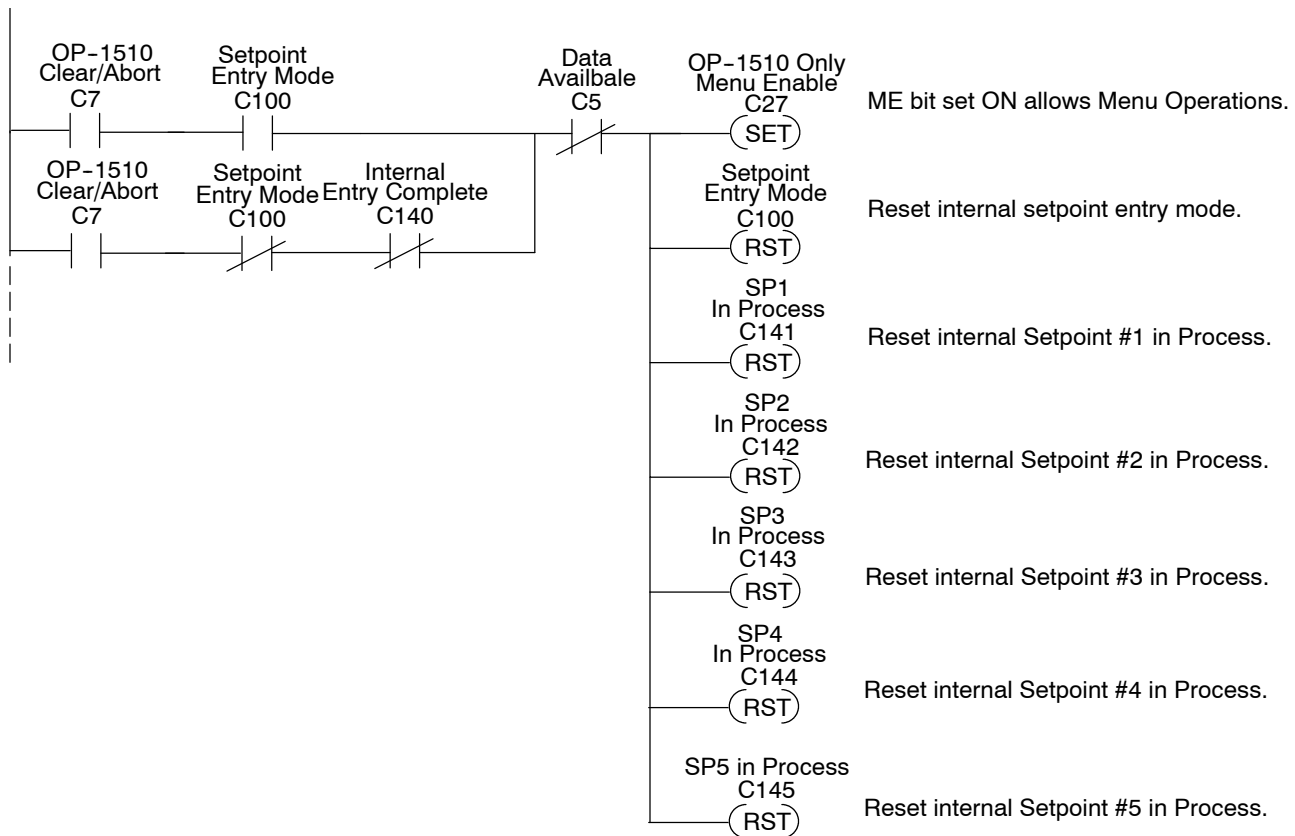 OP-1510
Clear/Abort
C7
Setpoint
Entry Mode
C100
Data
Availbale
C5
OP-1510 Only
Menu Enable
C27
SET
ME bit set ON allows Menu Operations.
OP-1510
Clear/Abort
C7
Setpoint
Entry Mode
C100
Internal
Entry Complete
C140
Setpoint
Entry Mode
C100
RST
Reset internal setpoint entry mode.
SP1
In Process
C141
RST
Reset internal Setpoint #1 in Process.
SP2
In Process
C142
RST
Reset internal Setpoint #2 in Process.
SP3
In Process
C143
RST
Reset internal Setpoint #3 in Process.
SP4
In Process
C144
RST
Reset internal Setpoint #4 in Process.
SP5 in Process
C145
RST
Reset internal Setpoint #5 in Process.